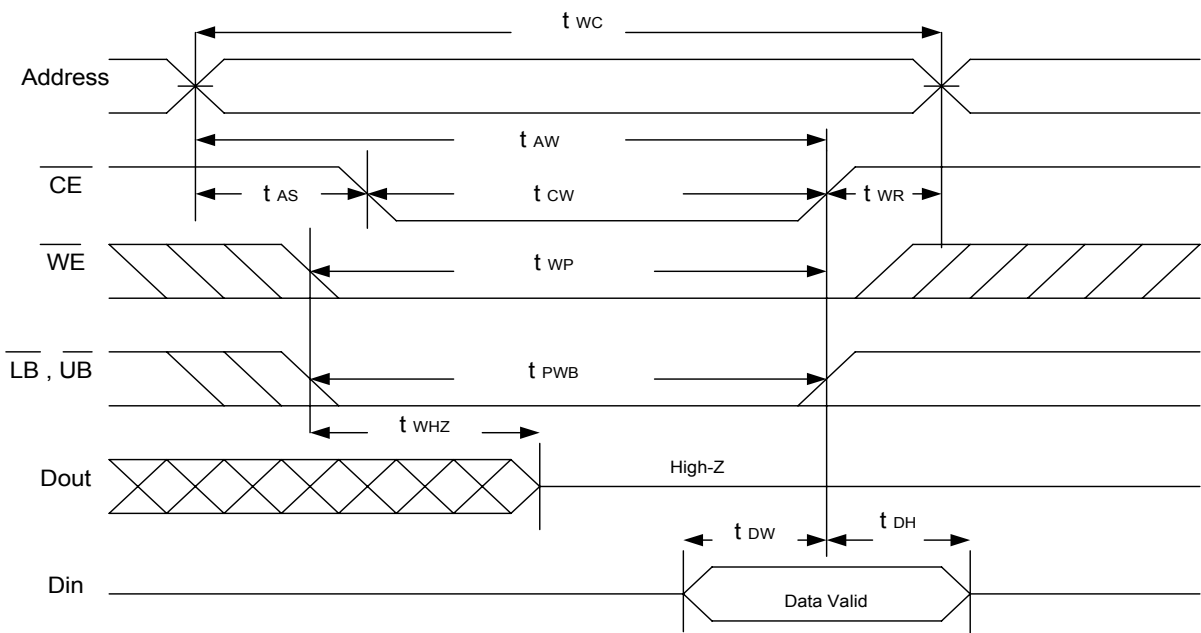 t WC
Address
t AW
CE
t AS
t CW
t WR
WE
t WP
LB , UB
t PWB
t WHZ
Dout
High-Z
t DW
t DH
Din
Data Valid